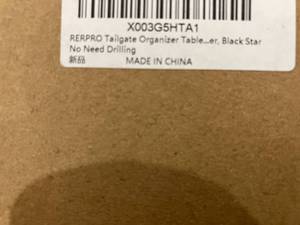 X003G5HTA1
RERPRO Tailgate Organizer Table...er, Black Star
No Need Drilling
新品 MADE IN CHINA